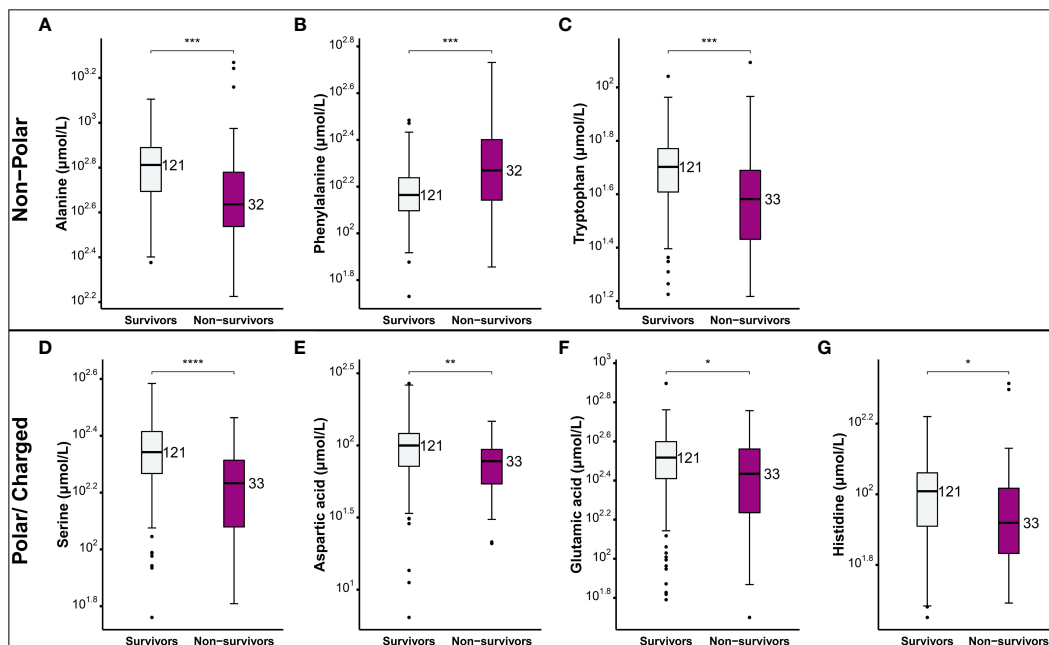 Non−Polar
A
***
Alanine (μmol/L)
10^3.2
10^3
10^2.8
10^2.6
10^2.4
10^2.2
121
32
Survivors Non−survivors
B
***
Phenylalanine (μmol/L)
10^2.8
10^2.4
10^2.2
10^2
10^1.8
121
32
Survivors Non−survivors
C
***
Tryptophan (μmol/L)
10^2
10^1.8
10^1.6
10^1.4
10^1.2
121
33
Survivors Non−survivors
Polar/ Charged
D
****
Serine (μmol/L)
10^2.6
10^2.4
10^2.2
10^2
10^1.8
121
33
Survivors Non−survivors
E
**
Aspartic acid (μmol/L)
10^2.5
10^2
10^1.5
10^1
121
33
Survivors Non−survivors
F
*
Glutamic acid (μmol/L)
10^3
10^2.8
10^2.6
10^2.4
10^2.2
10^2
10^1.8
121
33
Survivors Non−survivors
G
*
Histidine (μmol/L)
10^2.2
10^2
10^1.8
121
33
Survivors Non−survivors